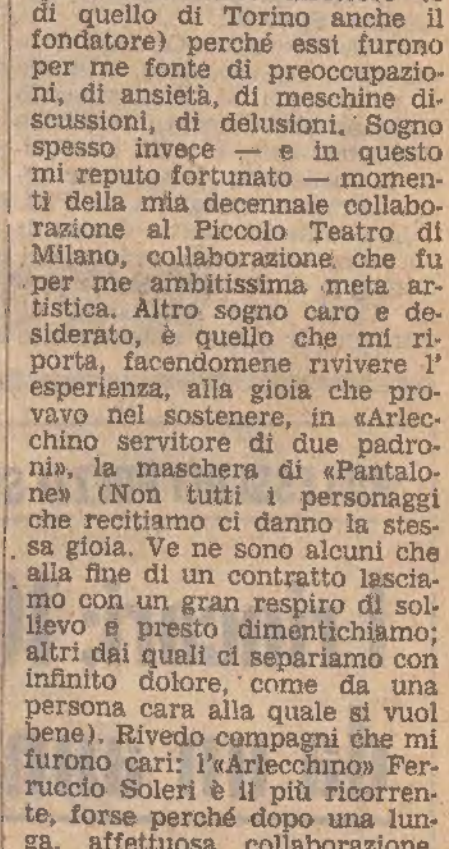 di quello di Torino anche il
fondatore) perché essi furono
per me fonte di preoccupazio-
ni, di ansietà, di meschine di-
scussioni, di delusioni. Sogno
spesso invece — e in questo
mi reputo fortunato — momen-
ti della mia decennale collabo-
razione al Piccolo Teatro di
Milano, collaborazione che fu
per me ambitissima meta ar-
tistica. Altro sogno caro e de-
siderato, è quello che mi ri-
porta, facendomene rivivere l'
esperienza, alla gioia che pro-
vavo nel sostenere, in «Arlec-
chino servitore di due padro-
ni», la maschera di «Pantalo-
ne» (Non tutti i personaggi
che recitiamo ci danno la stes-
sa gioia. Ve ne sono alcuni che
alla fine di un contratto lascia-
mo con un gran respiro di sol-
lievo e presto dimentichiamo;
altri dai quali ci separiamo con
infinito dolore, come da una
persona cara alla quale si vuol
bene). Rivedo compagni che mi
furono cari: l'«Arlecchino» Fer-
ruccio Soleri è il più ricorren-
te, forse perché dopo una lun-
ga, affettuosa collaborazione,